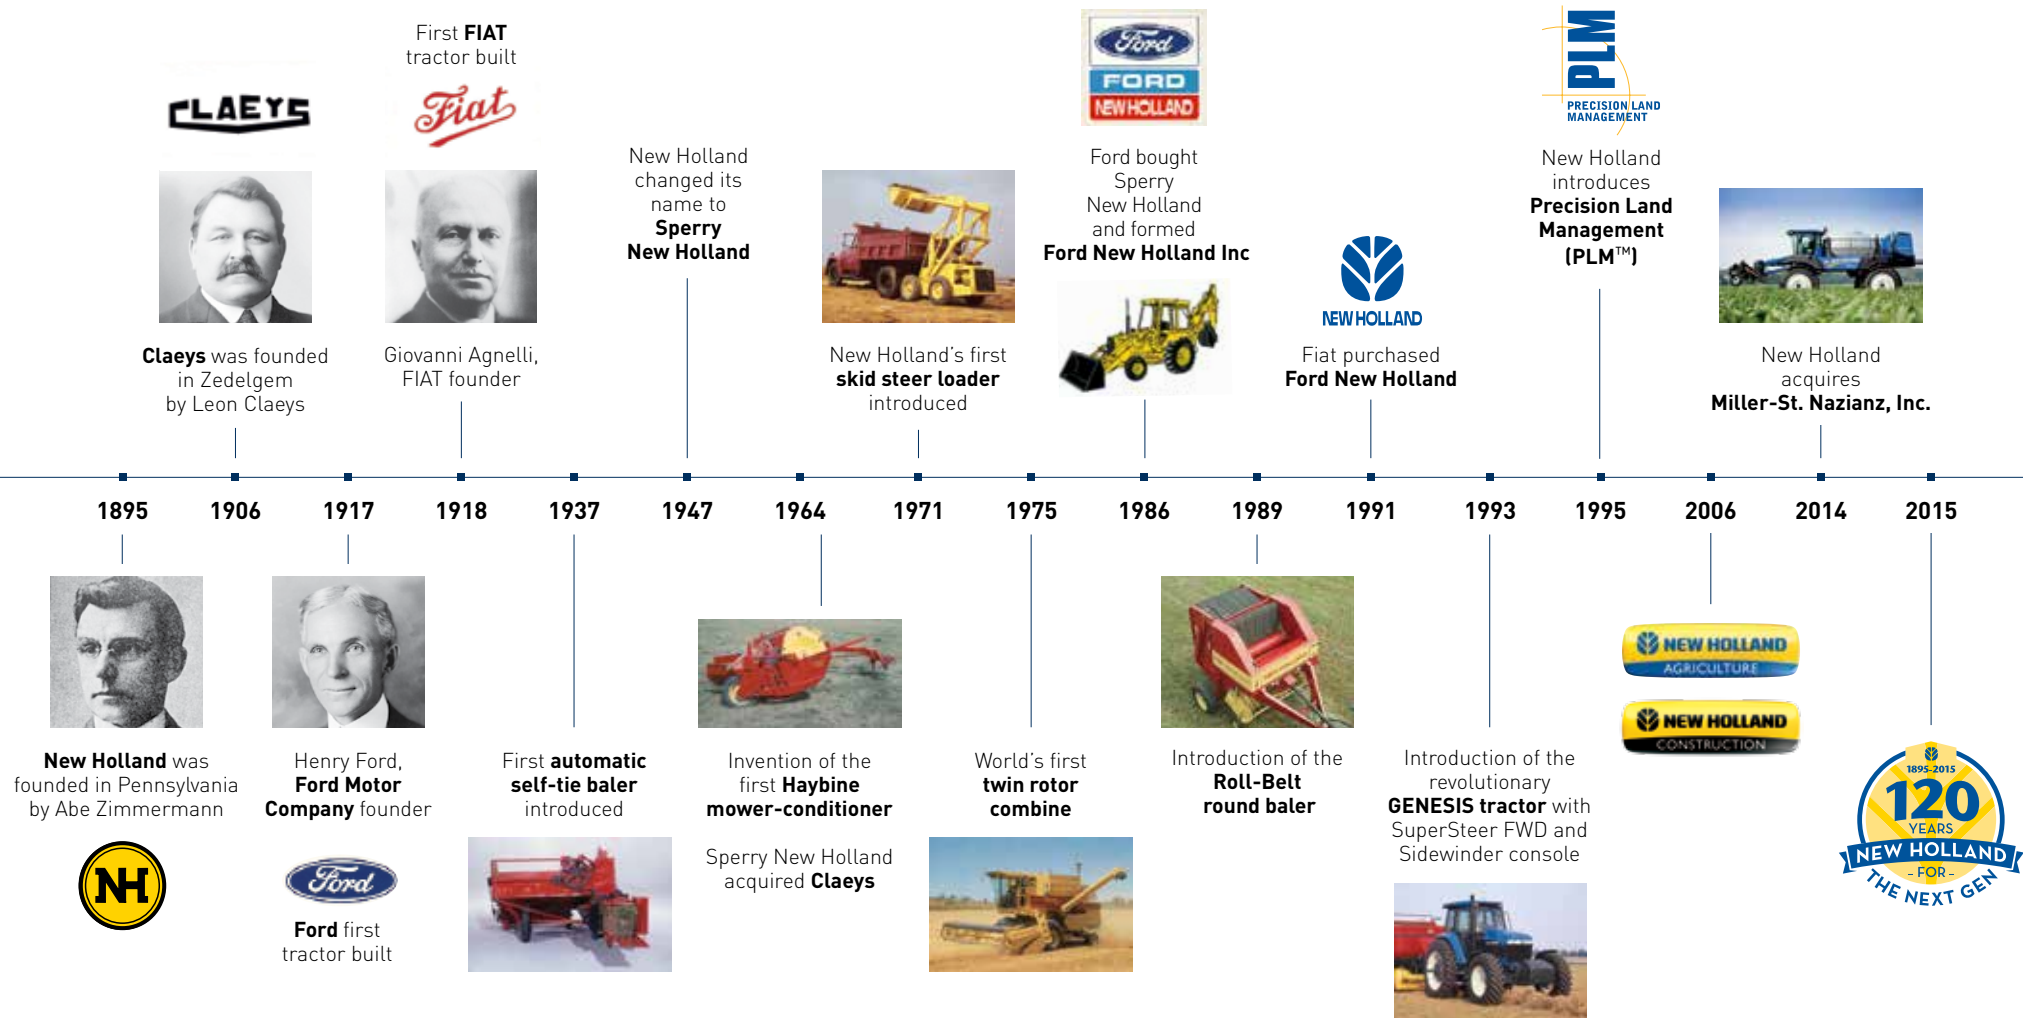 First FIAT
tractor built
CLAEYS
Fiat
Claeys was founded
in Zedelgem
by Leon Claeys
Giovanni Agnelli,
FIAT founder
New Holland
changed its
name to
Sperry
New Holland
New Holland's first
skid steer loader
introduced
Ford
FORD
NEW HOLLAND
Ford bought
Sperry
New Holland
and formed
Ford New Holland Inc
NEW HOLLAND
Fiat purchased
Ford New Holland
PLM
PRECISION LAND
MANAGEMENT
New Holland
introduces
Precision Land
Management
(PLM™)
New Holland
acquires
Miller-St. Nazianz, Inc.
1895 1906 1917 1918 1937 1947 1964 1971 1975 1986 1989 1991 1993 1995 2006 2014 2015
New Holland was
founded in Pennsylvania
by Abe Zimmermann
NH
Henry Ford,
Ford Motor
Company founder
Ford
Ford first
tractor built
First automatic
self-tie baler
introduced
Invention of the
first Haybine
mower-conditioner
Sperry New Holland
acquired Claeys
World's first
twin rotor
combine
Introduction of the
Roll-Belt
round baler
Introduction of the
revolutionary
GENESIS tractor with
SuperSteer FWD and
Sidewinder console
NEW HOLLAND
AGRICULTURE
NEW HOLLAND
CONSTRUCTION
1895-2015
120
YEARS
NEW HOLLAND
- FOR -
THE NEXT GEN